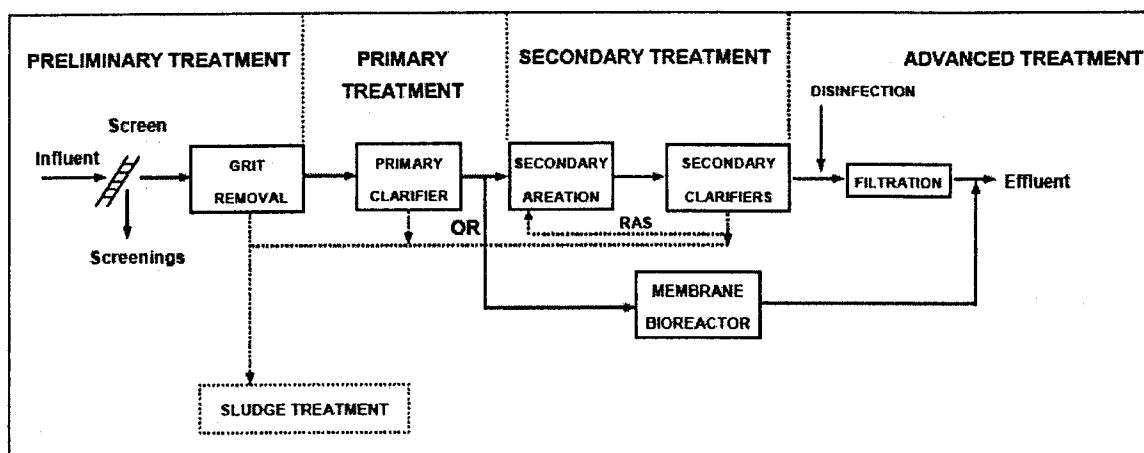 PRELIMINARY TREATMENT
PRIMARY
TREATMENT
SECONDARY TREATMENT
ADVANCED TREATMENT
DISINFECTION
Screen
Influent
GRIT
REMOVAL
PRIMARY
CLARIFIER
SECONDARY
AREATION
SECONDARY
CLARIFIERS
FILTRATION
Effluent
OR
RAS
Screenings
MEMBRANE
BIOREACTOR
SLUDGE TREATMENT